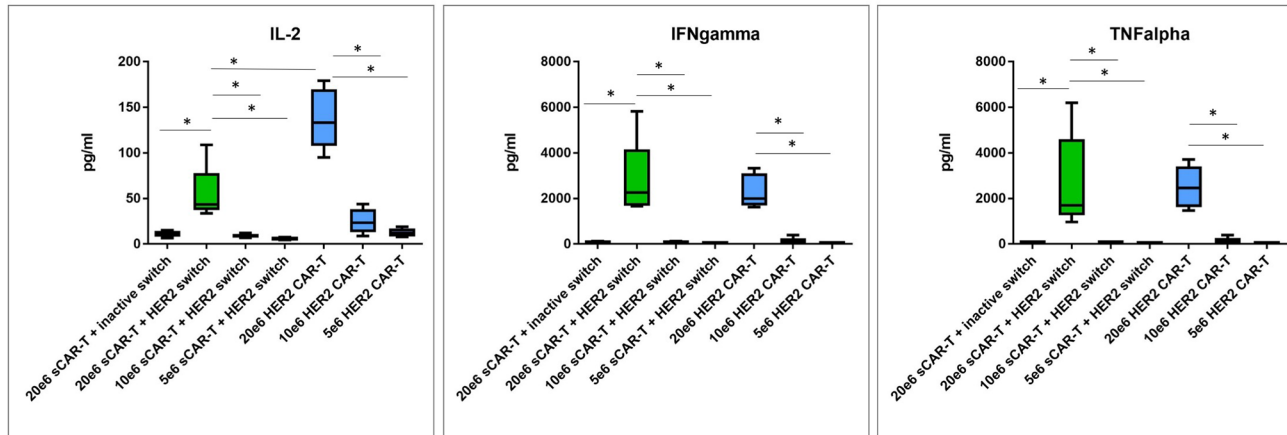 IL-2
*
*
*
*
*
*
200
150
100
50
0
pg/ml
20e6 sCAR-T + inactive switch
20e6 sCAR-T + HER2 switch
10e6 sCAR-T + HER2 switch
5e6 sCAR-T + HER2 switch
20e6 HER2 CAR-T
10e6 HER2 CAR-T
5e6 HER2 CAR-T
IFNgamma
*
*
*
*
*
8000
6000
4000
2000
0
pg/ml
20e6 sCAR-T + inactive switch
20e6 sCAR-T + HER2 switch
10e6 sCAR-T + HER2 switch
5e6 sCAR-T + HER2 switch
20e6 HER2 CAR-T
10e6 HER2 CAR-T
5e6 HER2 CAR-T
TNFalpha
*
*
*
*
*
8000
6000
4000
2000
0
pg/ml
20e6 sCAR-T + inactive switch
20e6 sCAR-T + HER2 switch
10e6 sCAR-T + HER2 switch
5e6 sCAR-T + HER2 switch
20e6 HER2 CAR-T
10e6 HER2 CAR-T
5e6 HER2 CAR-T